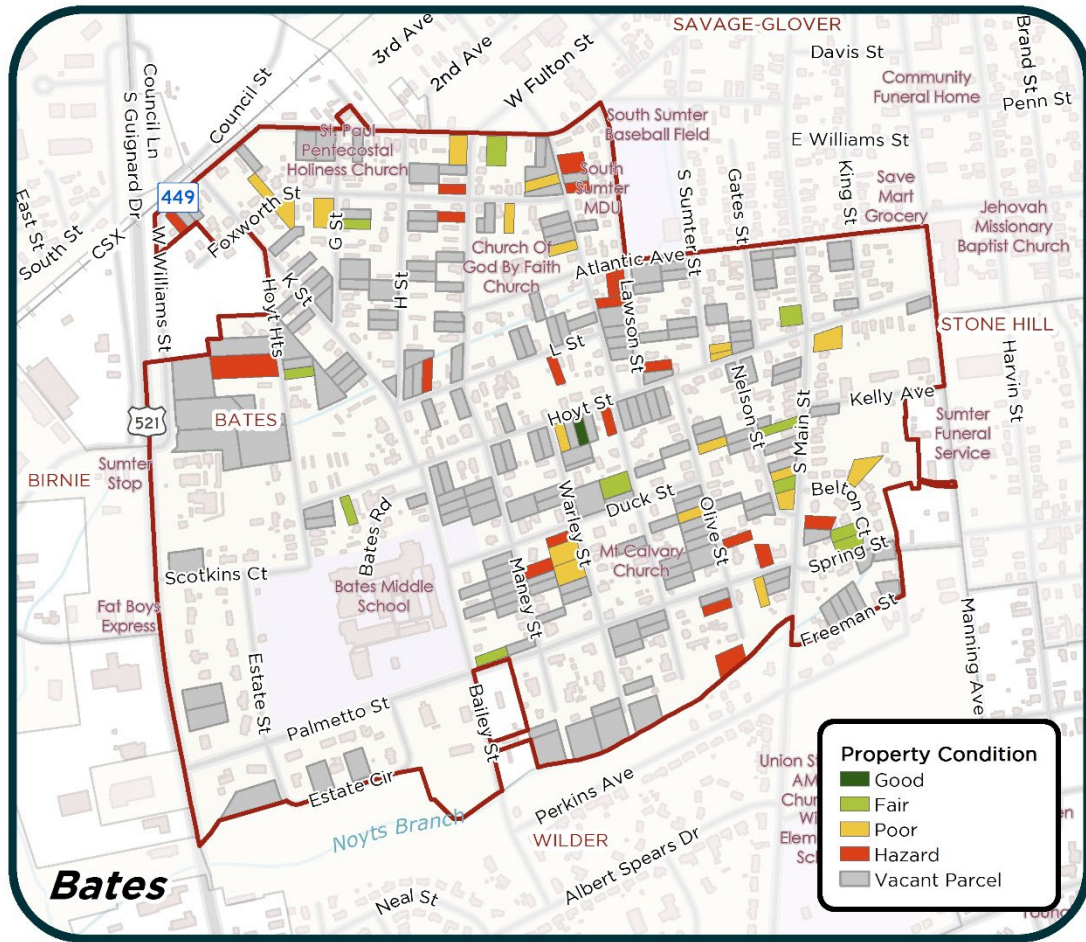 SAVAGE-GLOVER
3rd Ave
2nd Ave
W Fulton St
Davis St
Brand St
Community
Funeral Home
Penn St
Council Ln
S Guignard Dr
Council St
South Sumter
Baseball Field
E Williams St
St. Paul
Pentecostal
Holiness Church
South
Sumter
MDU
S Sumter St
Gates St
King St
Save
Mart
Grocery
Jehovah
Missionary
Baptist Church
East St
South St
CSX
449
Foxworth St
G St
W Williams St
Hoyt Hts
K St
H St
Church Of
God By Faith
Church
Atlantic Ave
Lawson St
L St
STONE HILL
Harvin St
521
BATES
Hoyt St
Nelson St
S Main St
Kelly Ave
Sumter
Funeral
Service
BIRNIE
Sumter
Stop
Bates Rd
Warley St
Duck St
Olive St
Belton Ct
Spring St
Scotkins Ct
Bates Middle
School
Maney St
Mt Calvary
Church
Fat Boys
Express
Freeman St
Manning Ave
Estate St
Palmetto St
Bailey St
Estate Cir
Perkins Ave
Noyts Branch
WILDER
Albert Spears Dr
Neal St
Union
Bates
Property Condition
Good
Fair
Poor
Hazard
Vacant Parcel